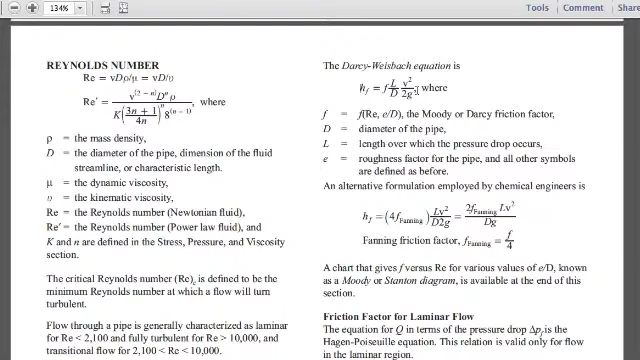 134%
Tools Comment Share
REYNOLDS NUMBER
Re = vDρ/μ = vD/υ
Re′ = v^(2 − n) D^n ρ / K((3n + 1)/4n)^n 8^(n − 1), where
ρ = the mass density,
D = the diameter of the pipe, dimension of the fluid
streamline, or characteristic length.
μ = the dynamic viscosity,
υ = the kinematic viscosity,
Re = the Reynolds number (Newtonian fluid),
Re′ = the Reynolds number (Power law fluid), and
K and n are defined in the Stress, Pressure, and Viscosity
section.
The critical Reynolds number (Re)c is defined to be the
minimum Reynolds number at which a flow will turn
turbulent.
Flow through a pipe is generally characterized as laminar
for Re < 2,100 and fully turbulent for Re > 10,000, and
transitional flow for 2,100 < Re < 10,000.
The Darcy-Weisbach equation is
hf = f L/D v²/2g, where
f = f(Re, e/D), the Moody or Darcy friction factor,
D = diameter of the pipe,
L = length over which the pressure drop occurs,
e = roughness factor for the pipe, and all other symbols
are defined as before.
An alternative formulation employed by chemical engineers is
hf = (4fFanning) Lv²/D2g = 2fFanning Lv²/Dg
Fanning friction factor, fFanning = f/4
A chart that gives f versus Re for various values of e/D, known
as a Moody or Stanton diagram, is available at the end of this
section.
Friction Factor for Laminar Flow
The equation for Q in terms of the pressure drop Δpf is the
Hagen-Poiseuille equation. This relation is valid only for flow
in the laminar region.